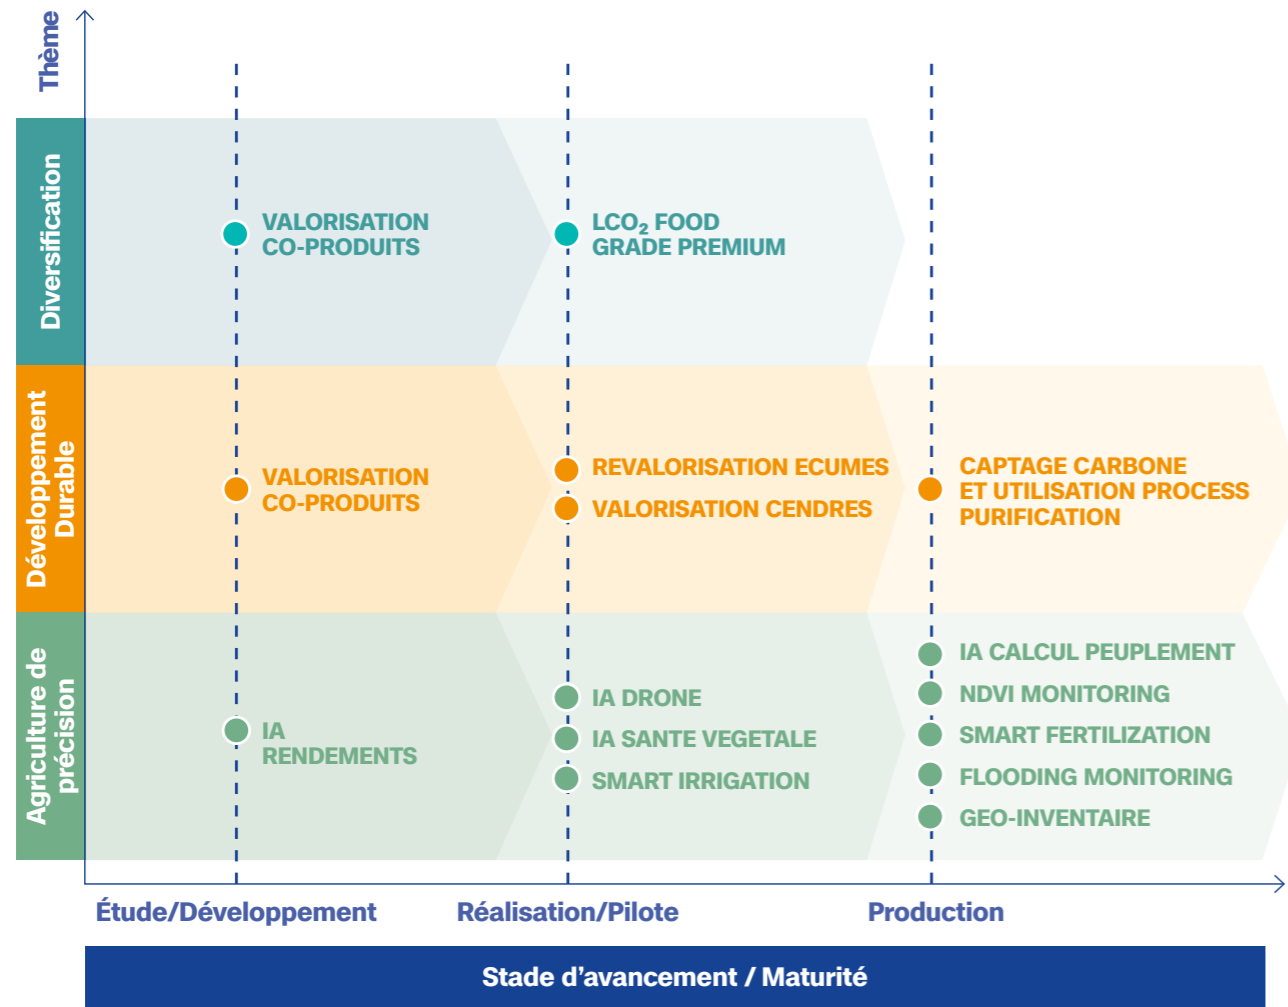 Thème
Diversification
VALORISATION
CO-PRODUITS
LCO₂ FOOD
GRADE PREMIUM
Développement
Durable
VALORISATION
CO-PRODUITS
REVALORISATION ECUMES
VALORISATION CENDRES
CAPTAGE CARBONE
ET UTILISATION PROCESS
PURIFICATION
Agriculture de
précision
IA
RENDEMENTS
IA DRONE
IA SANTE VEGETALE
SMART IRRIGATION
IA CALCUL PEUPLEMENT
NDVI MONITORING
SMART FERTILIZATION
FLOODING MONITORING
GEO-INVENTAIRE
Étude/Développement
Réalisation/Pilote
Production
Stade d’avancement / Maturité